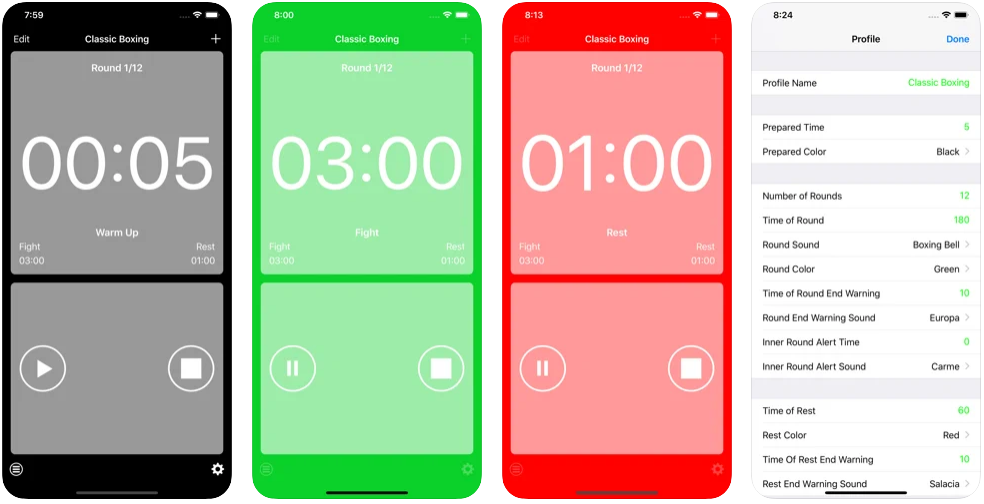 7:59
Edit Classic Boxing +
Round 1/12
00:05
Warm Up
Fight Rest
03:00 01:00
8:00
Edit Classic Boxing +
Round 1/12
03:00
Fight
Fight Rest
03:00 01:00
8:13
Edit Classic Boxing +
Round 1/12
01:00
Rest
Fight Rest
03:00 01:00
8:24
Profile Done
Profile Name Classic Boxing
Prepared Time 5
Prepared Color Black
Number of Rounds 12
Time of Round 180
Round Sound Boxing Bell
Round Color Green
Time of Round End Warning 10
Round End Warning Sound Europa
Inner Round Alert Time 0
Inner Round Alert Sound Carme
Time of Rest 60
Rest Color Red
Time Of Rest End Warning 10
Rest End Warning Sound Salacia